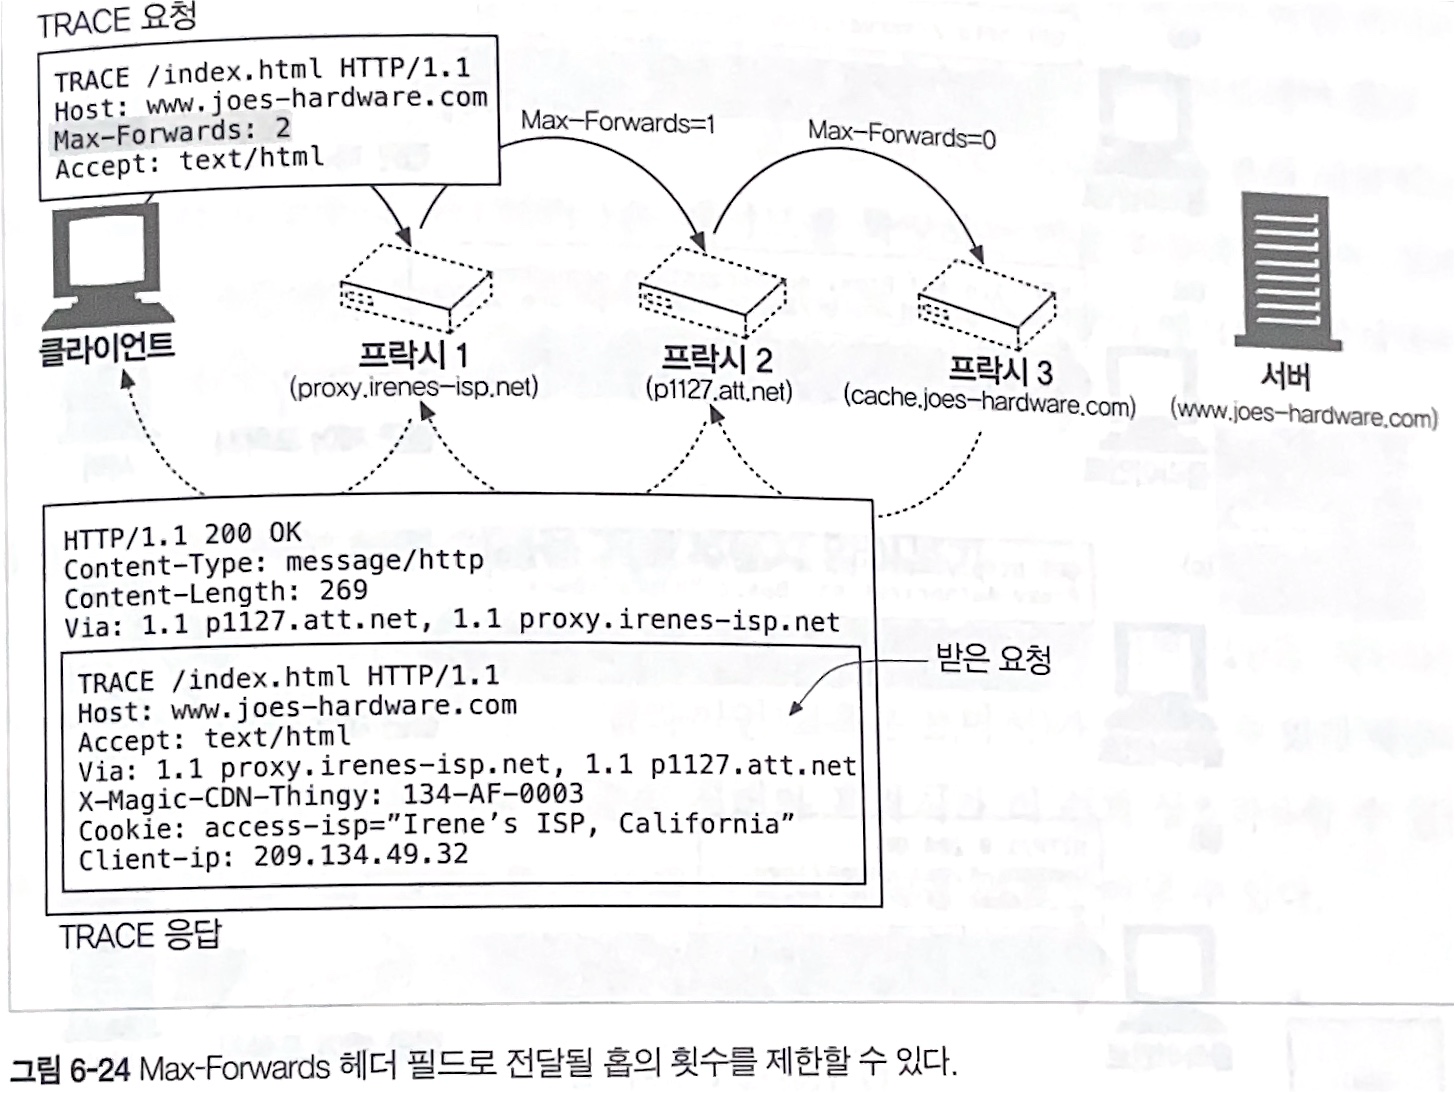 TRACE 요청
TRACE /index.html HTTP/1.1
Host: www.joes-hardware.com
Max-Forwards: 2
Accept: text/html
Max-Forwards=1
Max-Forwards=0
클라이언트
프락시 1
(proxy.irenes-isp.net)
프락시 2
(p1127.att.net)
프락시 3
(cache.joes-hardware.com)
서버
(www.joes-hardware.com)
HTTP/1.1 200 OK
Content-Type: message/http
Content-Length: 269
Via: 1.1 p1127.att.net, 1.1 proxy.irenes-isp.net
받은 요청
TRACE /index.html HTTP/1.1
Host: www.joes-hardware.com
Accept: text/html
Via: 1.1 proxy.irenes-isp.net, 1.1 p1127.att.net
X-Magic-CDN-Thingy: 134-AF-0003
Cookie: access-isp=”Irene’s ISP, California”
Client-ip: 209.134.49.32
TRACE 응답
그림 6-24 Max-Forwards 헤더 필드로 전달될 홉의 횟수를 제한할 수 있다.